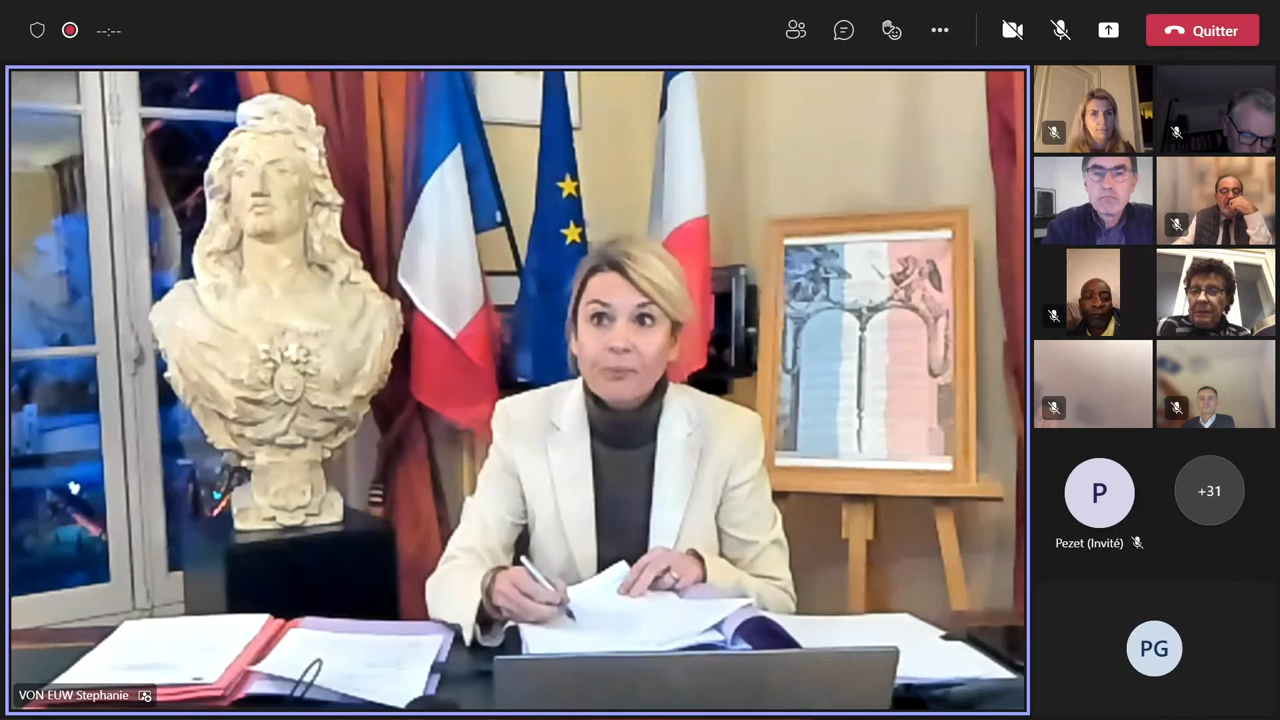 --:--
Quitter
VON EUW Stephanie
P
+31
Pezet (Invité)
PG